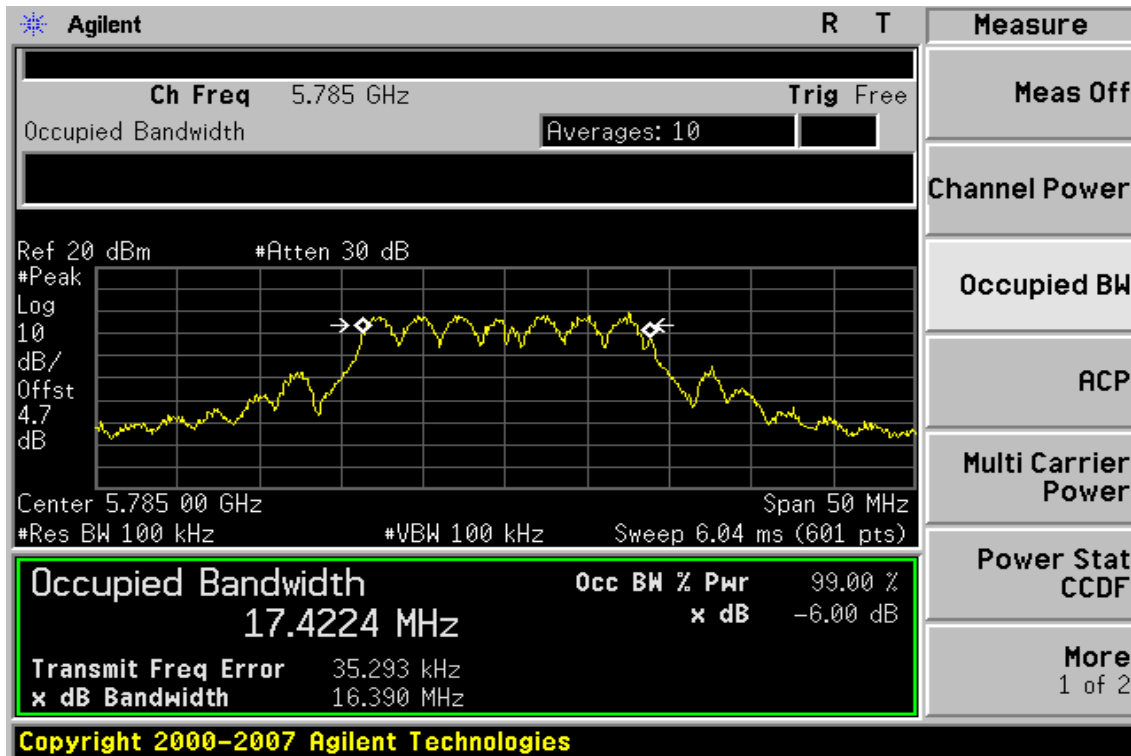 Agilent R T Measure
Ch Freq 5.785 GHz Trig Free
Meas Off
Occupied Bandwidth Averages: 10
Channel Power
Ref 20 dBm #Atten 30 dB
#Peak
Log
10
dB/
Offst
4.7
dB
Occupied BW
ACP
Multi Carrier
Power
Center 5.785 00 GHz Span 50 MHz
#Res BW 100 kHz #VBW 100 kHz Sweep 6.04 ms (601 pts)
Power Stat
CCDF
Occupied Bandwidth Occ BW % Pwr 99.00 %
17.4224 MHz x dB -6.00 dB
Transmit Freq Error 35.293 kHz
x dB Bandwidth 16.390 MHz
More
1 of 2
Copyright 2000-2007 Agilent Technologies